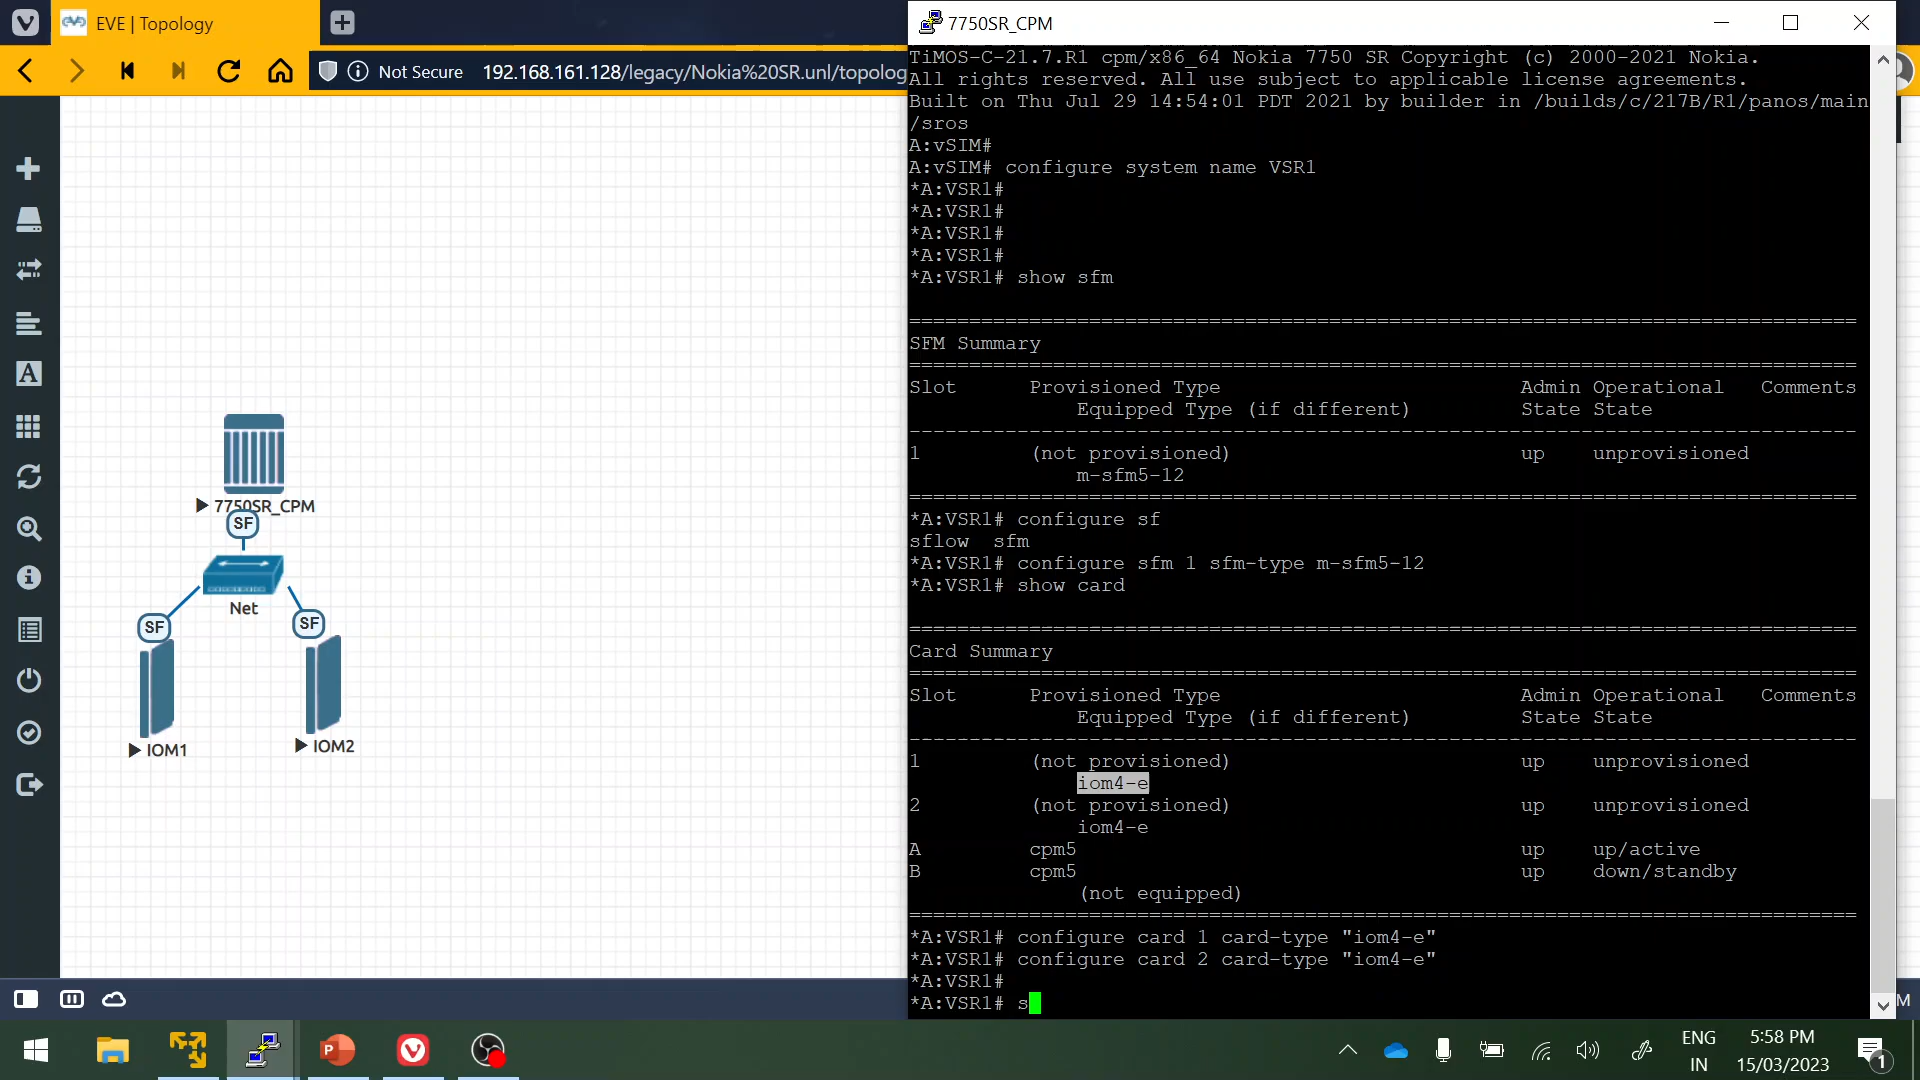 EVE | Topology
Not Secure 192.168.161.128/legacy/Nokia%20SR.unl/topolog
7750SR_CPM
SF
Net
SF
SF
IOM1
IOM2
7750SR_CPM
TiMOS-C-21.7.R1 cpm/x86_64 Nokia 7750 SR Copyright (c) 2000-2021 Nokia.
All rights reserved. All use subject to applicable license agreements.
Built on Thu Jul 29 14:54:01 PDT 2021 by builder in /builds/c/217B/R1/panos/main
/sros
A:vSIM#
A:vSIM# configure system name VSR1
*A:VSR1#
*A:VSR1#
*A:VSR1#
*A:VSR1#
*A:VSR1# show sfm
===============================================================================
SFM Summary
===============================================================================
Slot Provisioned Type Admin Operational Comments
Equipped Type (if different) State State
-------------------------------------------------------------------------------
1 (not provisioned) up unprovisioned
m-sfm5-12
===============================================================================
*A:VSR1# configure sf
sflow sfm
*A:VSR1# configure sfm 1 sfm-type m-sfm5-12
*A:VSR1# show card
===============================================================================
Card Summary
===============================================================================
Slot Provisioned Type Admin Operational Comments
Equipped Type (if different) State State
-------------------------------------------------------------------------------
1 (not provisioned) up unprovisioned
iom4-e
2 (not provisioned) up unprovisioned
iom4-e
A cpm5 up up/active
B cpm5 up down/standby
(not equipped)
===============================================================================
*A:VSR1# configure card 1 card-type "iom4-e"
*A:VSR1# configure card 2 card-type "iom4-e"
*A:VSR1#
*A:VSR1# s
M
ENG
IN
5:58 PM
15/03/2023
1